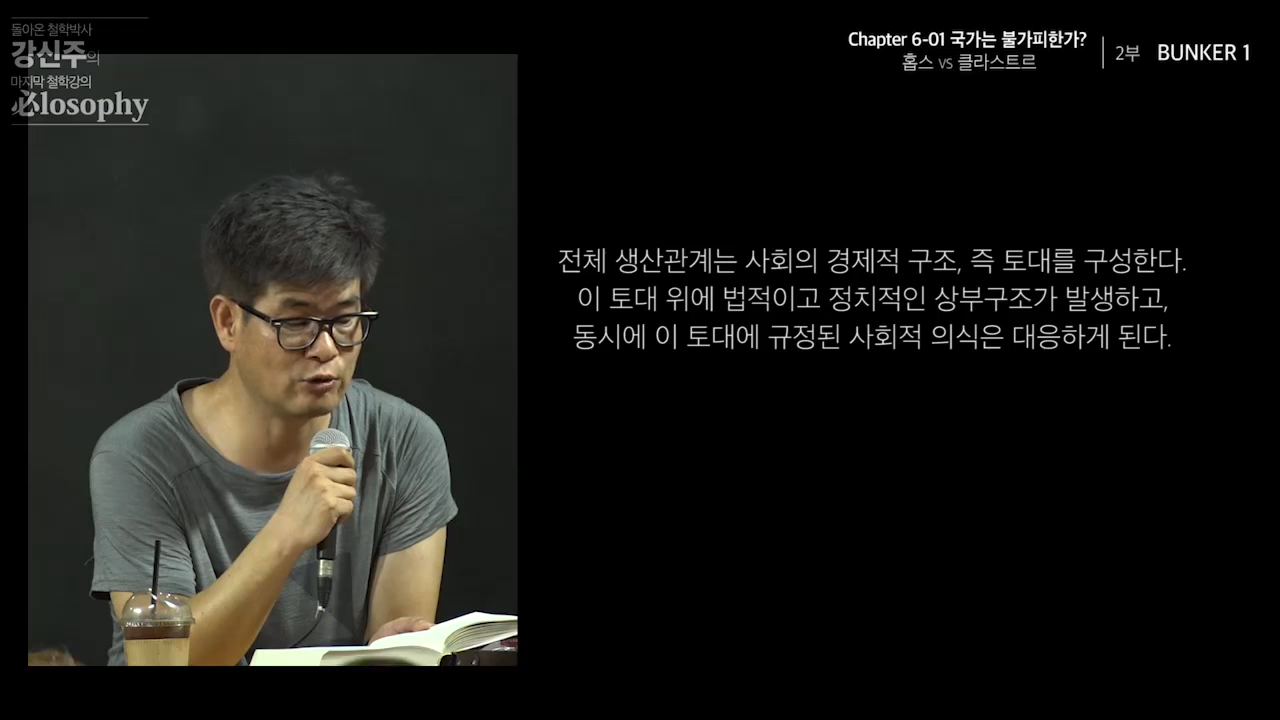 돌아온 철학박사
강신주의
마지막 철학강의
必losophy
Chapter 6-01 국가는 불가피한가?
홉스 vs 클라스트르
2부
BUNKER 1
전체 생산관계는 사회의 경제적 구조, 즉 토대를 구성한다.
이 토대 위에 법적이고 정치적인 상부구조가 발생하고,
동시에 이 토대에 규정된 사회적 의식은 대응하게 된다.